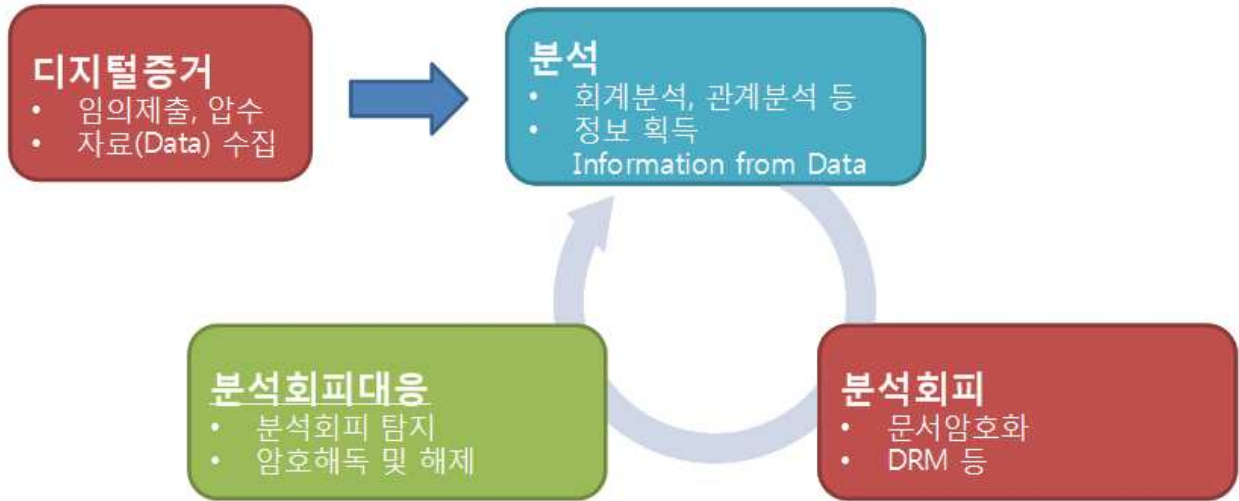 디지털증거
• 임의제출, 압수
• 자료(Data) 수집
분석
• 회계분석, 관계분석 등
• 정보 획득
Information from Data
분석회피대응
• 분석회피 탐지
• 암호해독 및 해제
분석회피
• 문서암호화
• DRM 등